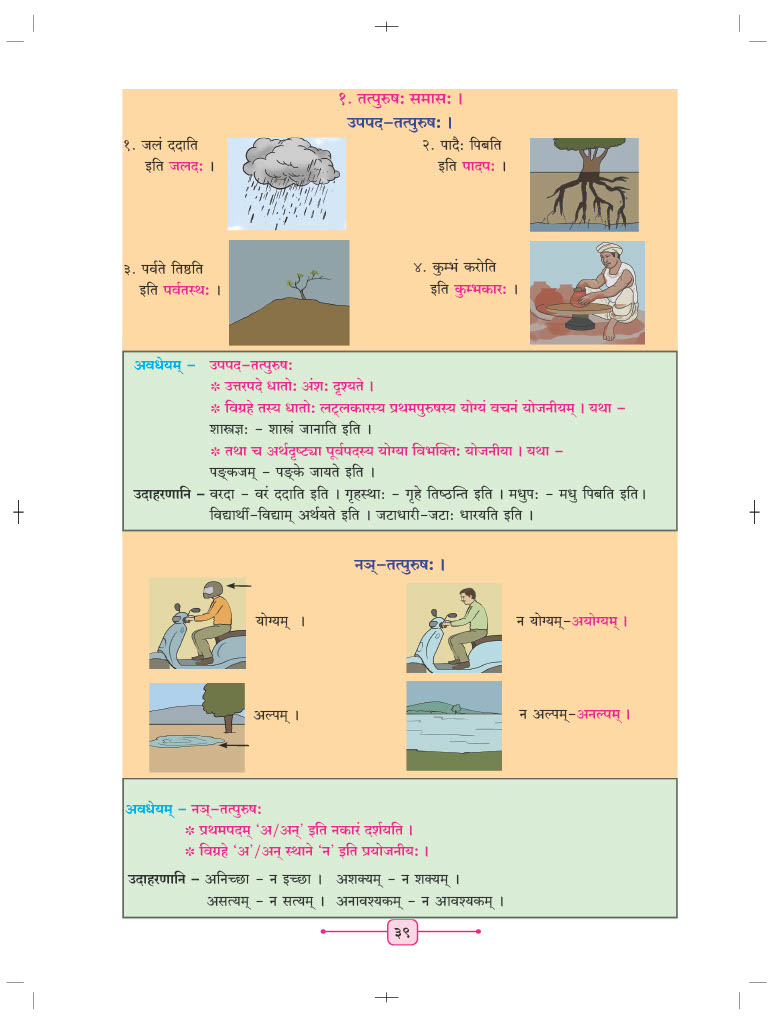 १. तत्पुरुषः समासः ।
उपपद-तत्पुरुषः ।
१. जलं ददाति
इति जलदः ।
२. पादैः पिबति
इति पादपः ।
३. पर्वते तिष्ठति
इति पर्वतस्थः ।
४. कुम्भं करोति
इति कुम्भकारः ।
अवधेयम् – उपपद-तत्पुरुषः
❊ उत्तरपदे धातोः अंशः दृश्यते ।
❊ विग्रहे तस्य धातोः लट्लकारस्य प्रथमपुरुषस्य योग्यं वचनं योजनीयम् । यथा –
शास्त्रज्ञः - शास्त्रं जानाति इति ।
❊ तथा च अर्थदृष्ट्या पूर्वपदस्य योग्या विभक्तिः योजनीया । यथा –
पङ्कजम् - पङ्के जायते इति ।
उदाहरणानि – वरदा - वरं ददाति इति । गृहस्थाः - गृहे तिष्ठन्ति इति । मधुपः - मधु पिबति इति।
विद्यार्थी-विद्याम् अर्थयते इति । जटाधारी-जटाः धारयति इति ।
नञ्-तत्पुरुषः ।
योग्यम् ।
न योग्यम्-अयोग्यम् ।
अल्पम् ।
न अल्पम्-अनल्पम् ।
अवधेयम् – नञ्-तत्पुरुषः
❊ प्रथमपदम् ‘अ/अन्’ इति नकारं दर्शयति ।
❊ विग्रहे ‘अ’/अन् स्थाने ‘न’ इति प्रयोजनीयः ।
उदाहरणानि – अनिच्छा - न इच्छा । अशक्यम् - न शक्यम् ।
असत्यम् - न सत्यम् । अनावश्यकम् - न आवश्यकम् ।
३९